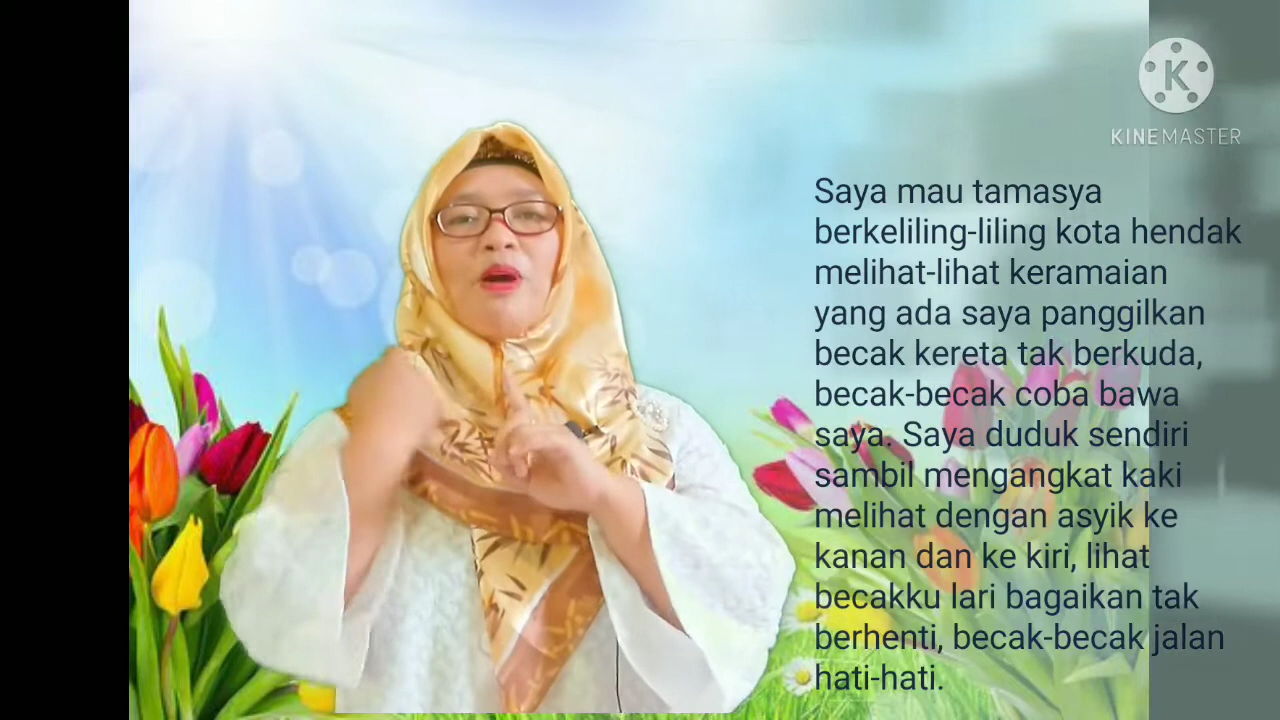 KINEMASTER
Saya mau tamasya
berkeliling-liling kota hendak
melihat-lihat keramaian
yang ada saya panggilkan
becak kereta tak berkuda,
becak-becak coba bawa
saya. Saya duduk sendiri
sambil mengangkat kaki
melihat dengan asyik ke
kanan dan ke kiri, lihat
becakku lari bagaikan tak
berhenti, becak-becak jalan
hati-hati.